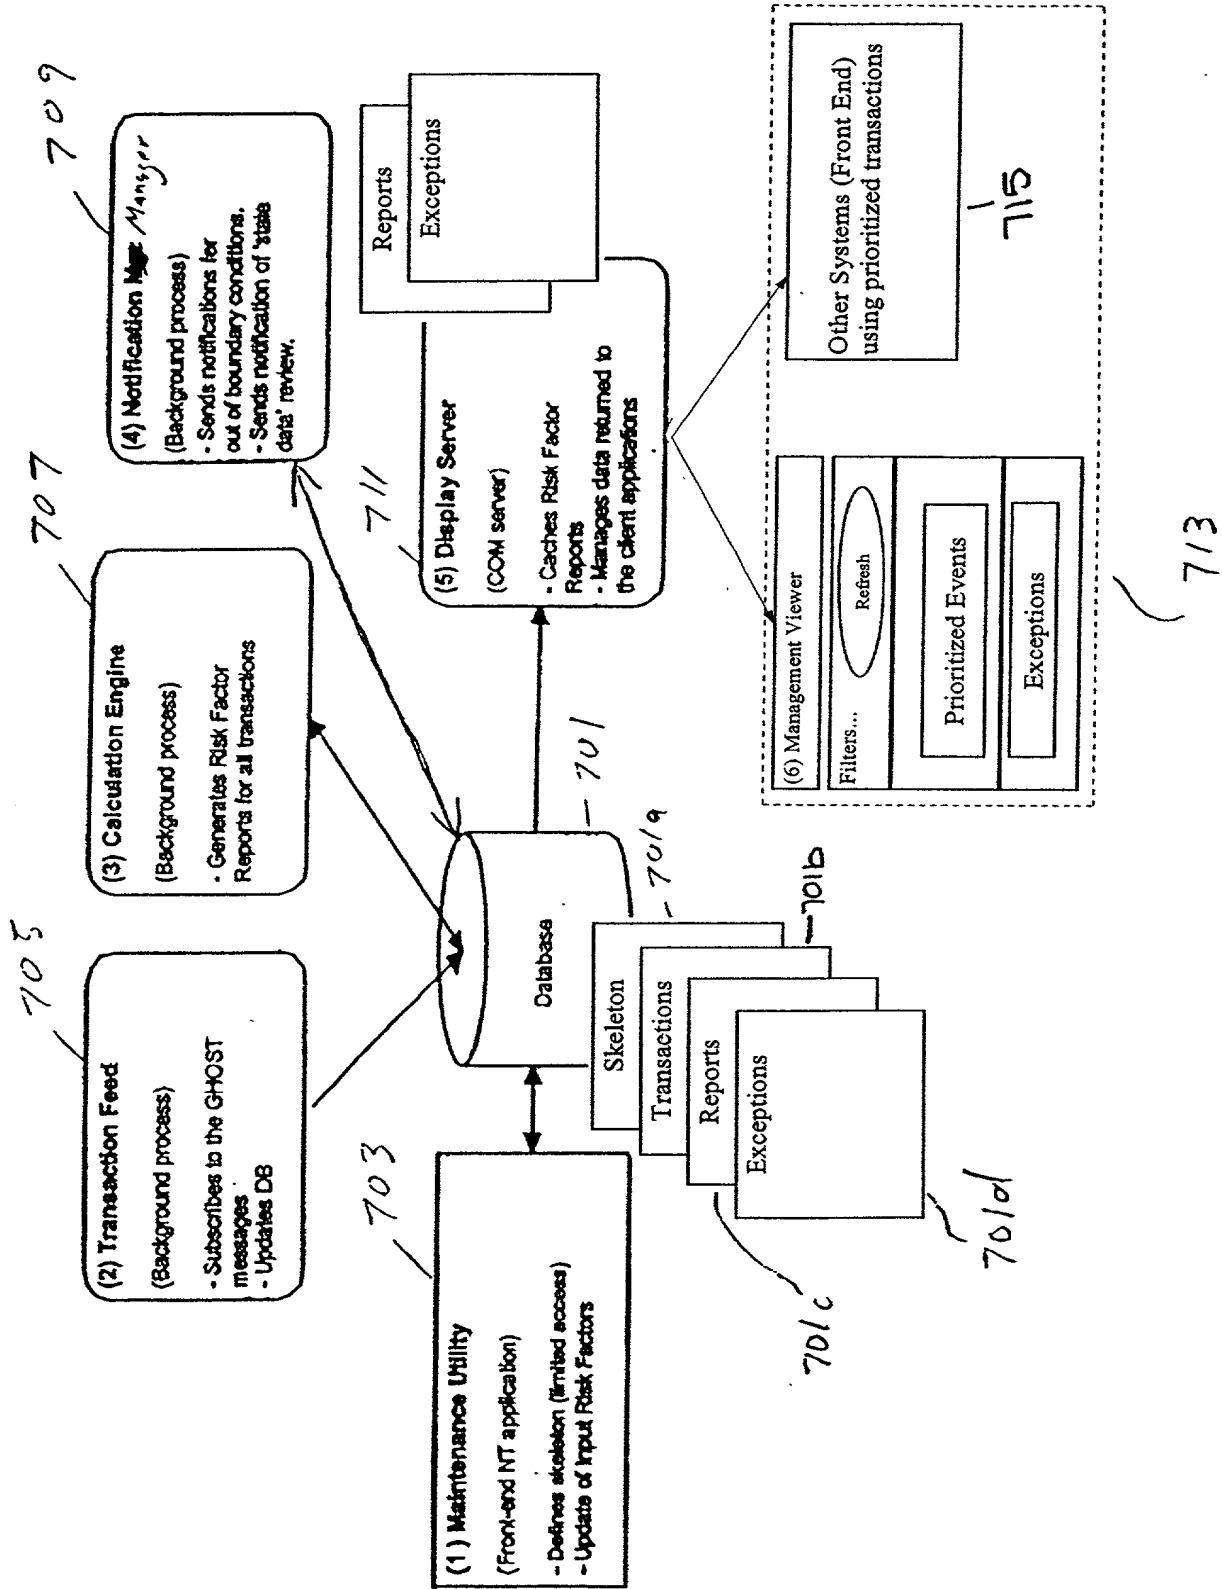 705
(2) Transaction Feed
(Background process)
- Subscribes to the GHOST
messages
- Updates DB
707
(3) Calculation Engine
(Background process)
- Generates Risk Factor
Reports for all transactions
709
(4) Notification Manager
(Background process)
- Sends notifications for
out of boundary conditions.
- Sends notification of 'state
data' review.
703
(1) Maintenance Utility
(Front-end NT application)
- Defines skeleton (limited access)
- Update of Input Risk Factors
Database
701
Skeleton
701a
Transactions
701b
Reports
701c
Exceptions
701d
711
(5) Display Server
(COM server)
- Caches Risk Factor
Reports
- Manages data returned to
the client applications
Reports
Exceptions
(6) Management Viewer
Filters...
Refresh
Prioritized Events
Exceptions
713
Other Systems (Front End)
using prioritized transactions
715